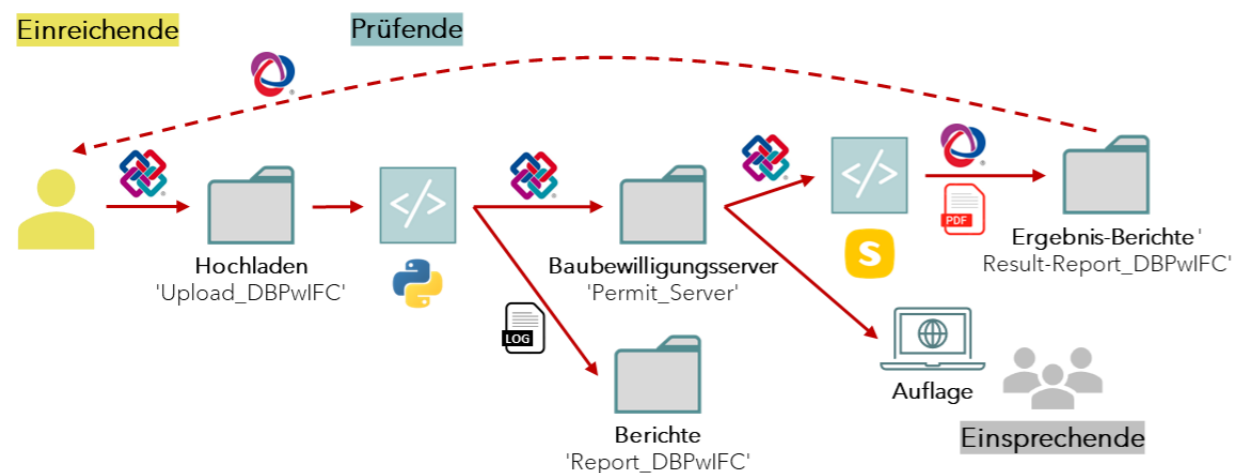 Einreichende
Prüfende
Hochladen
'Upload_DBPwIFC'
</>
LOG
Baubewilligungsserver
'Permit_Server'
Berichte
'Report_DBPwIFC'
</>
S
PDF
Ergebnis-Berichte'
Result-Report_DBPwIFC'
Auflage
Einsprechende